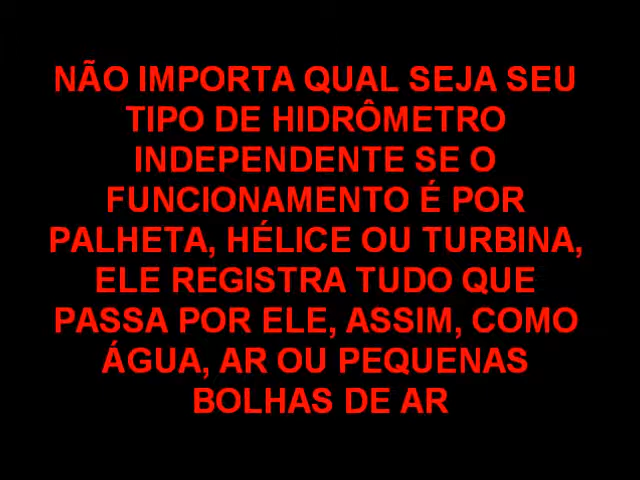 NÃO IMPORTA QUAL SEJA SEU
TIPO DE HIDRÔMETRO
INDEPENDENTE SE O
FUNCIONAMENTO É POR
PALHETA, HÉLICE OU TURBINA,
ELE REGISTRA TUDO QUE
PASSA POR ELE, ASSIM, COMO
ÁGUA, AR OU PEQUENAS
BOLHAS DE AR